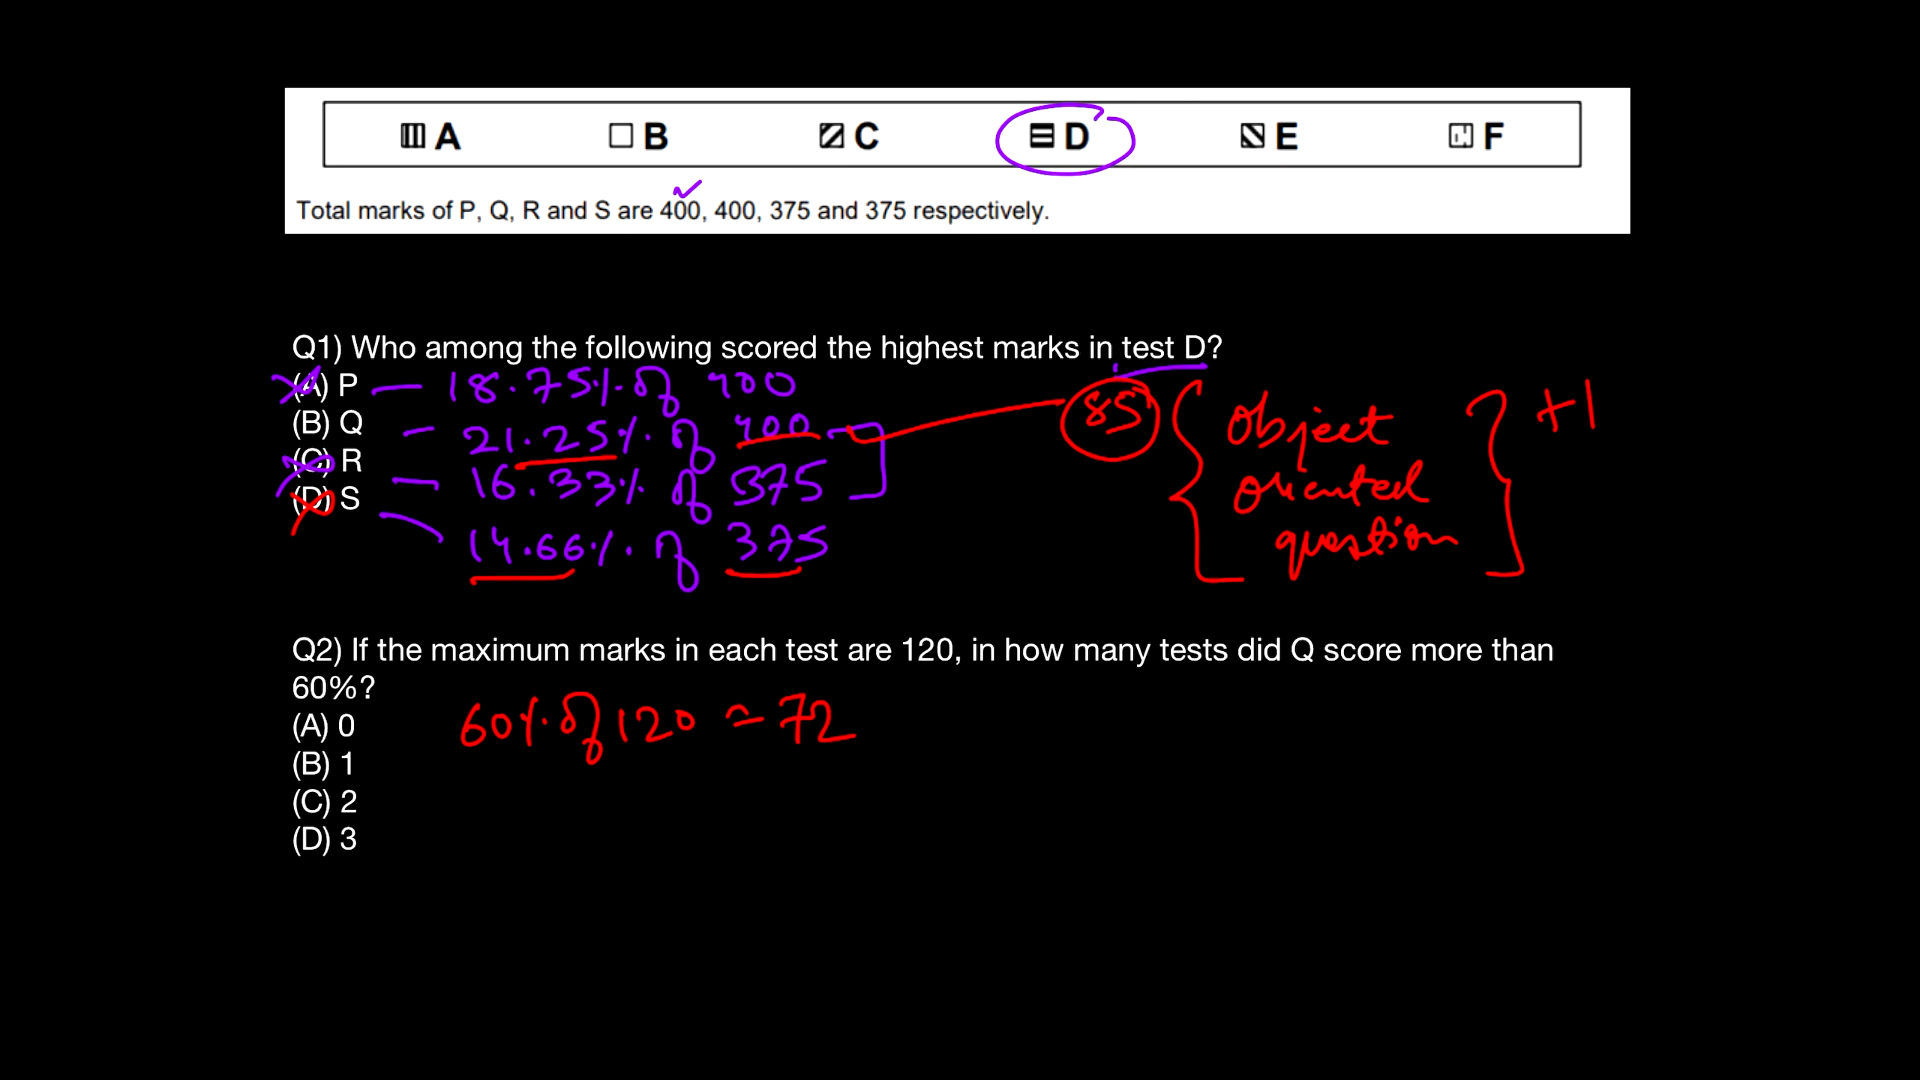 A B C D E F
Total marks of P, Q, R and S are 400, 400, 375 and 375 respectively.
Q1) Who among the following scored the highest marks in test D?
(A) P – 18.75% of 400
(B) Q – 21.25% of 400
(C) R – 16.33% of 375
(D) S – 14.66% of 375
85
object
oriented
question
+1
Q2) If the maximum marks in each test are 120, in how many tests did Q score more than
60%?
(A) 0
60% of 120 ≃ 72
(B) 1
(C) 2
(D) 3